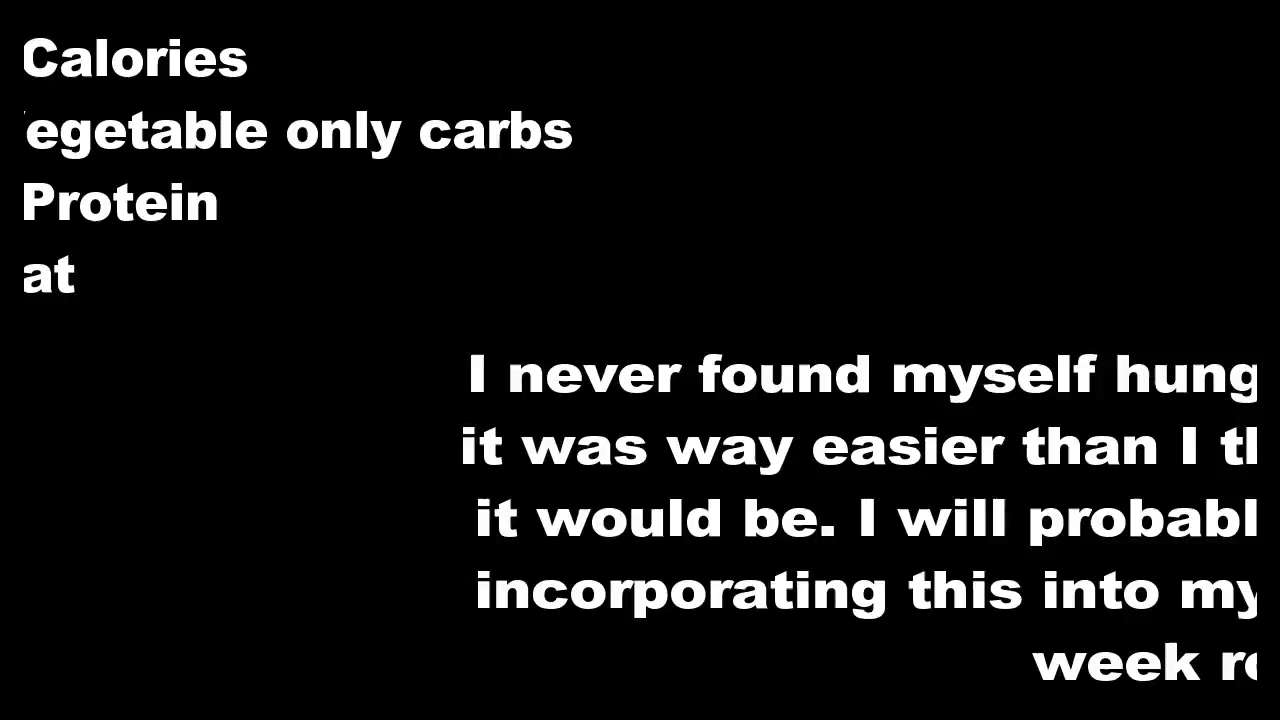 Calories
egetable only carbs
Protein
at
I never found myself hung
it was way easier than I
it would be. I will probabl
incorporating this into my
week